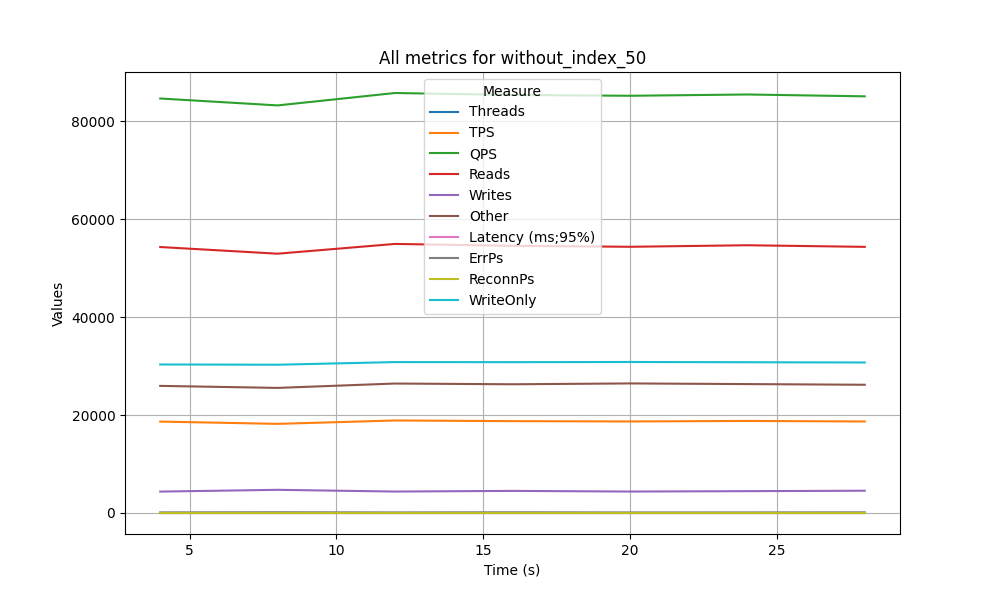 All metrics for without_index_50
Measure
Threads
TPS
QPS
Reads
Writes
Other
Latency (ms;95%)
ErrPs
ReconnPs
WriteOnly
Values
80000
60000
40000
20000
0
5 10 15 20 25
Time (s)